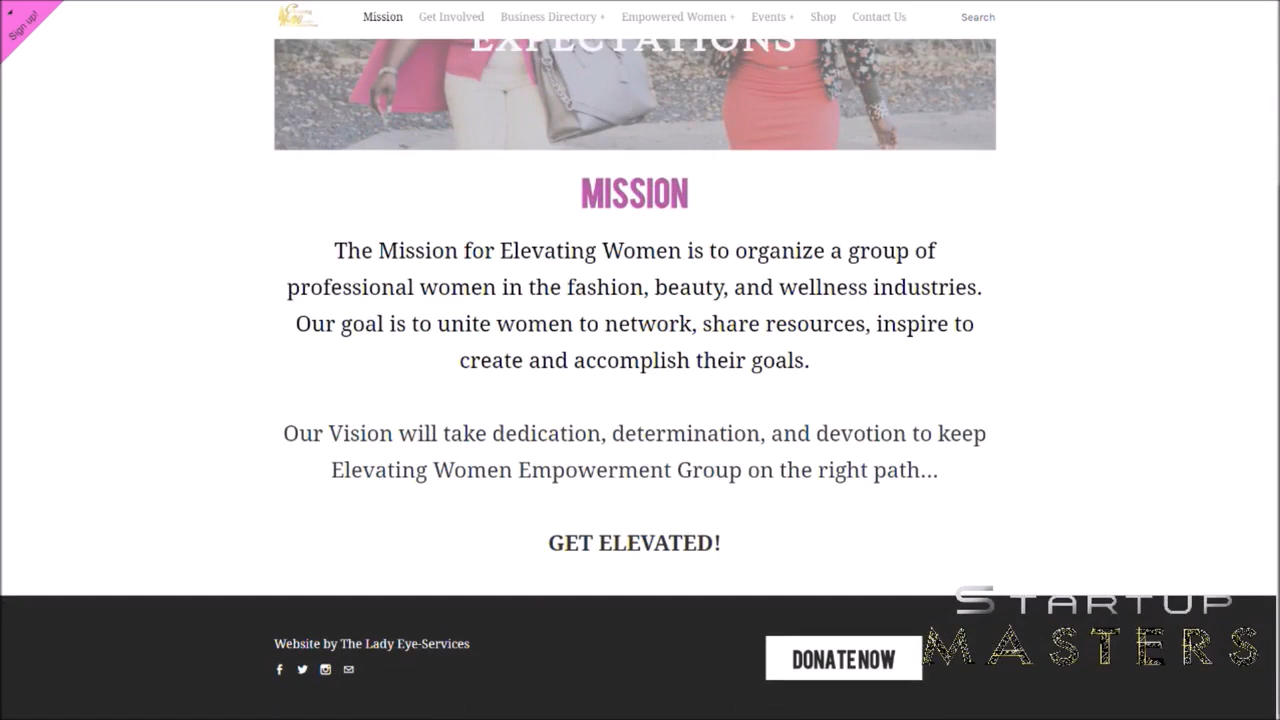 Sign up!
Mission Get Involved Business Directory + Empowered Women + Events + Shop Contact Us Search
EXPECTATIONS
MISSION
The Mission for Elevating Women is to organize a group of
professional women in the fashion, beauty, and wellness industries.
Our goal is to unite women to network, share resources, inspire to
create and accomplish their goals.
Our Vision will take dedication, determination, and devotion to keep
Elevating Women Empowerment Group on the right path...
GET ELEVATED!
STARTUP
MASTERS
Website by The Lady Eye-Services
DONATE NOW